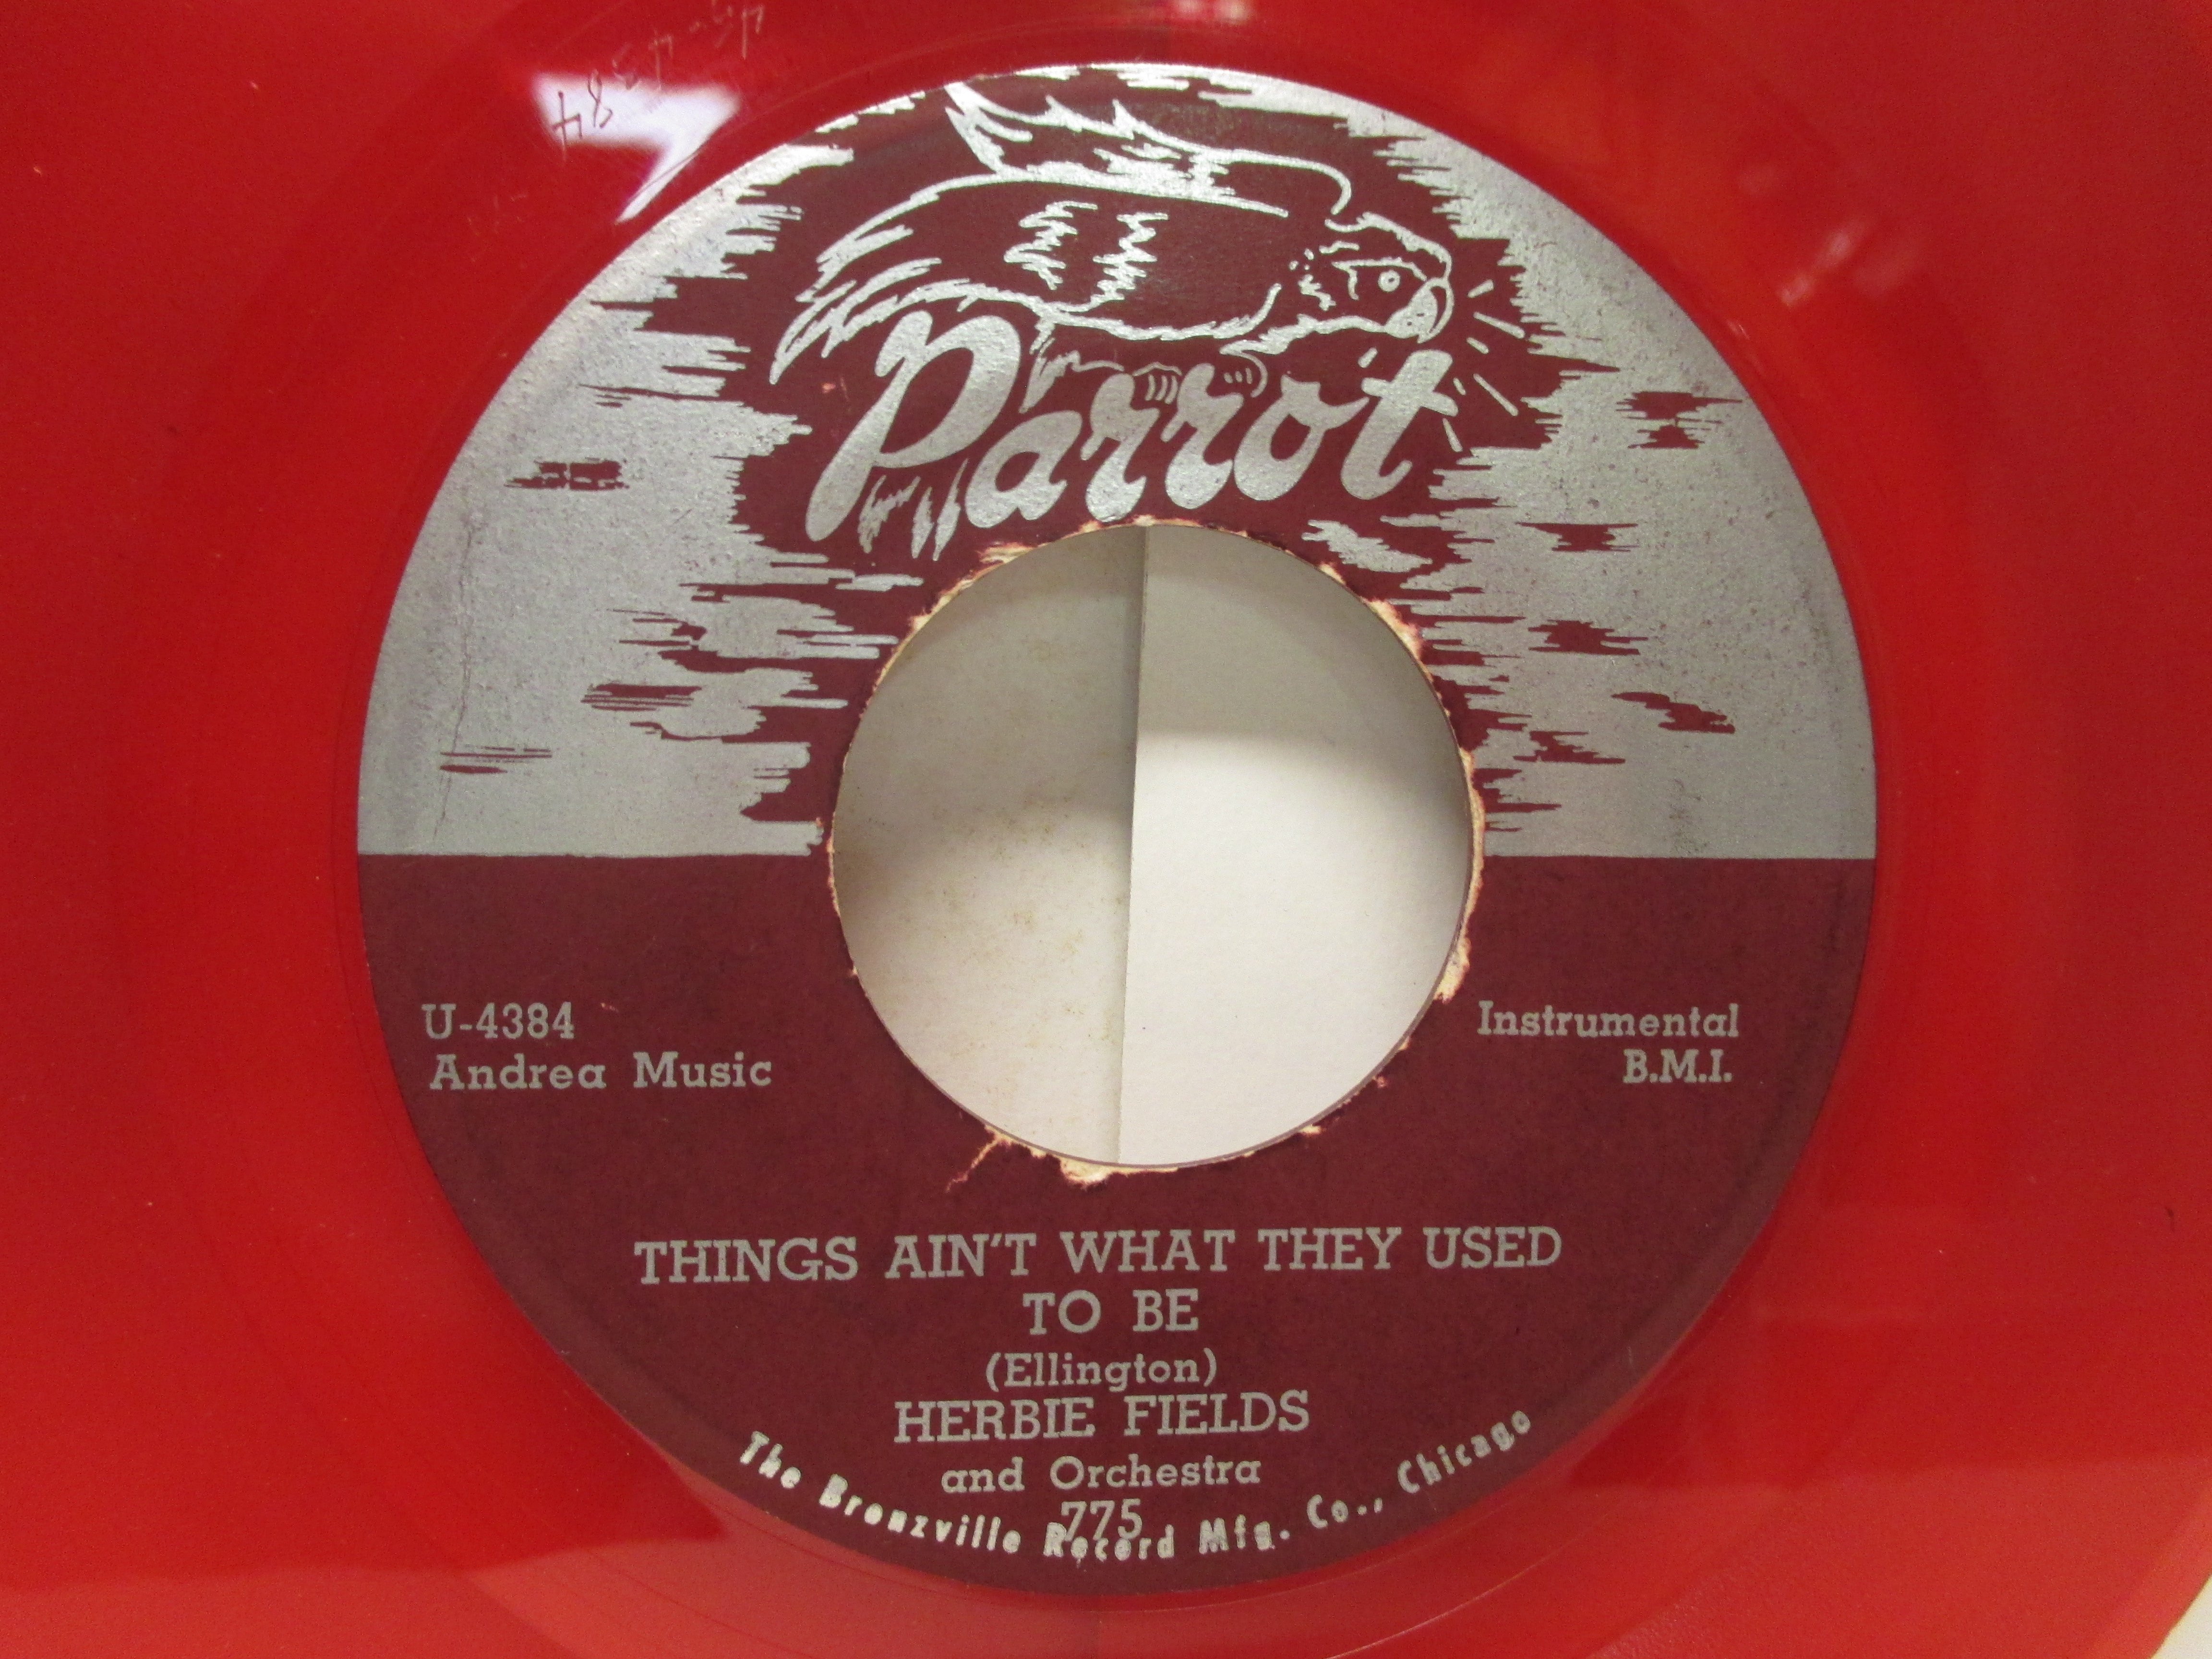 Parrot
U-4384
Andrea Music
Instrumental
B.M.I.
THINGS AIN'T WHAT THEY USED
TO BE
(Ellington)
HERBIE FIELDS
and Orchestra
775
The Bronzville Record Mfg. Co., Chicago